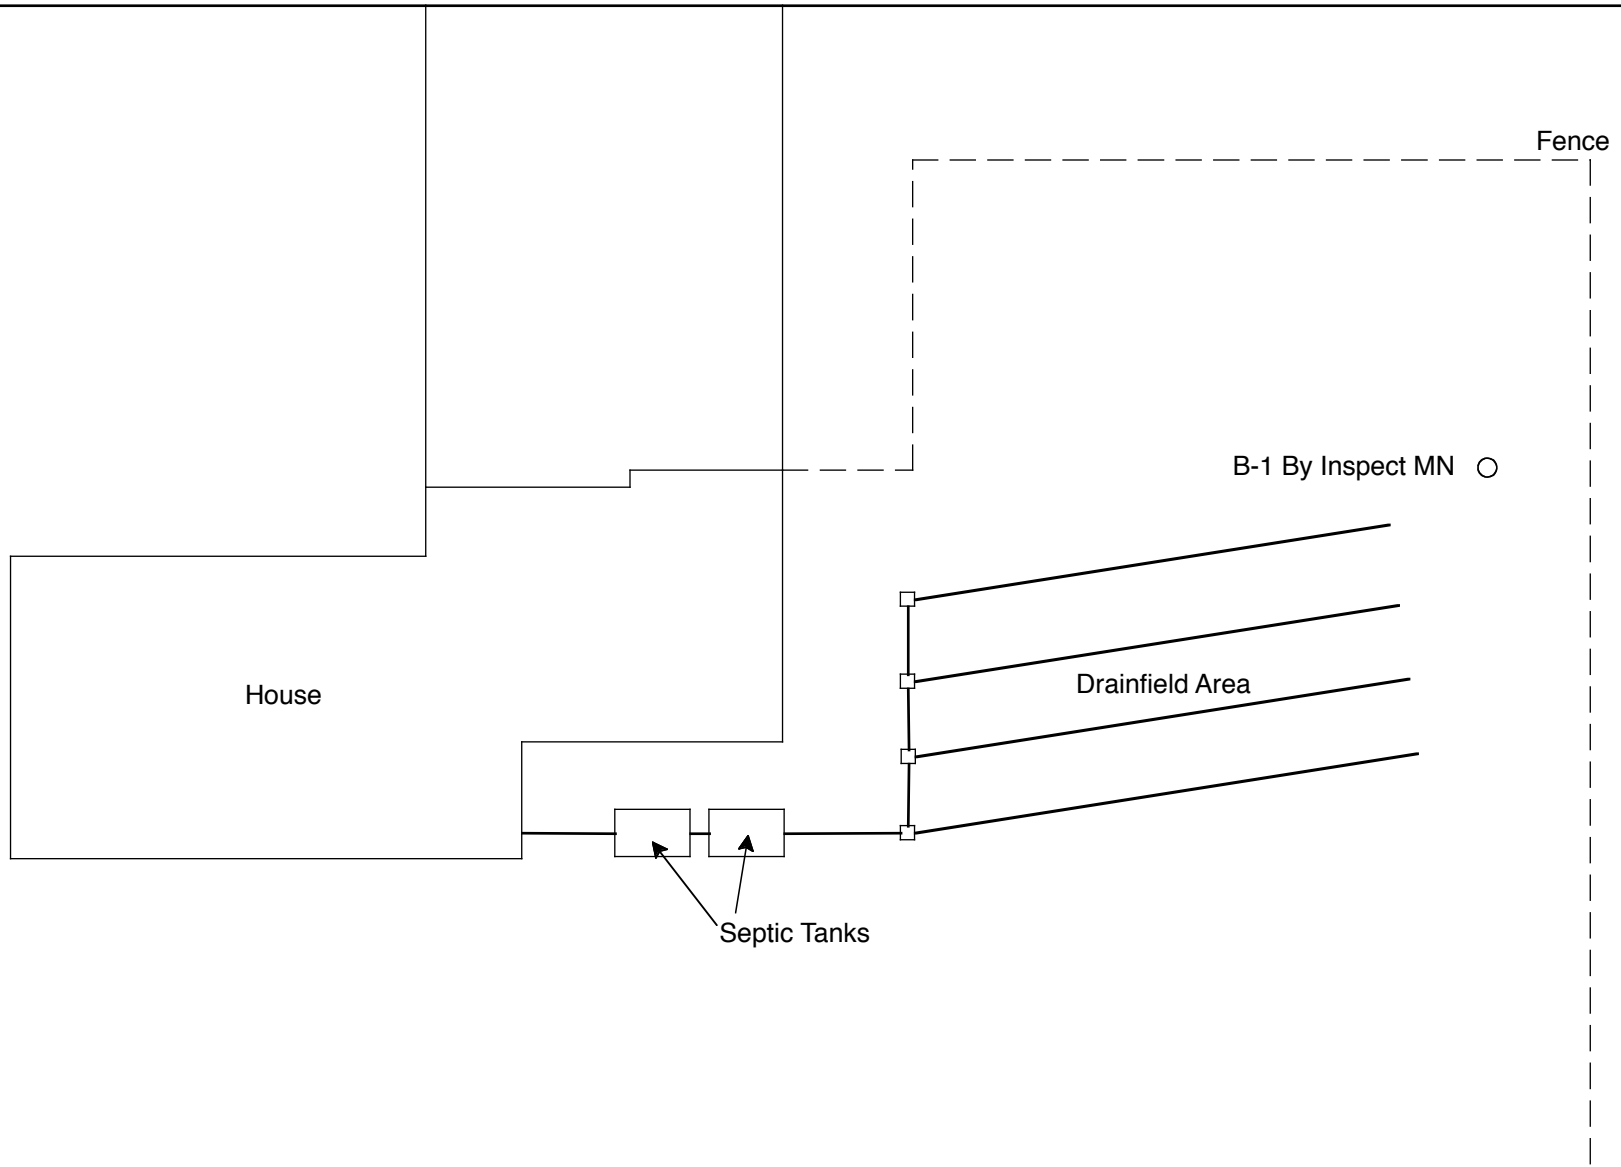 Fence
B-1 By Inspect MN
Drainfield Area
House
Septic Tanks